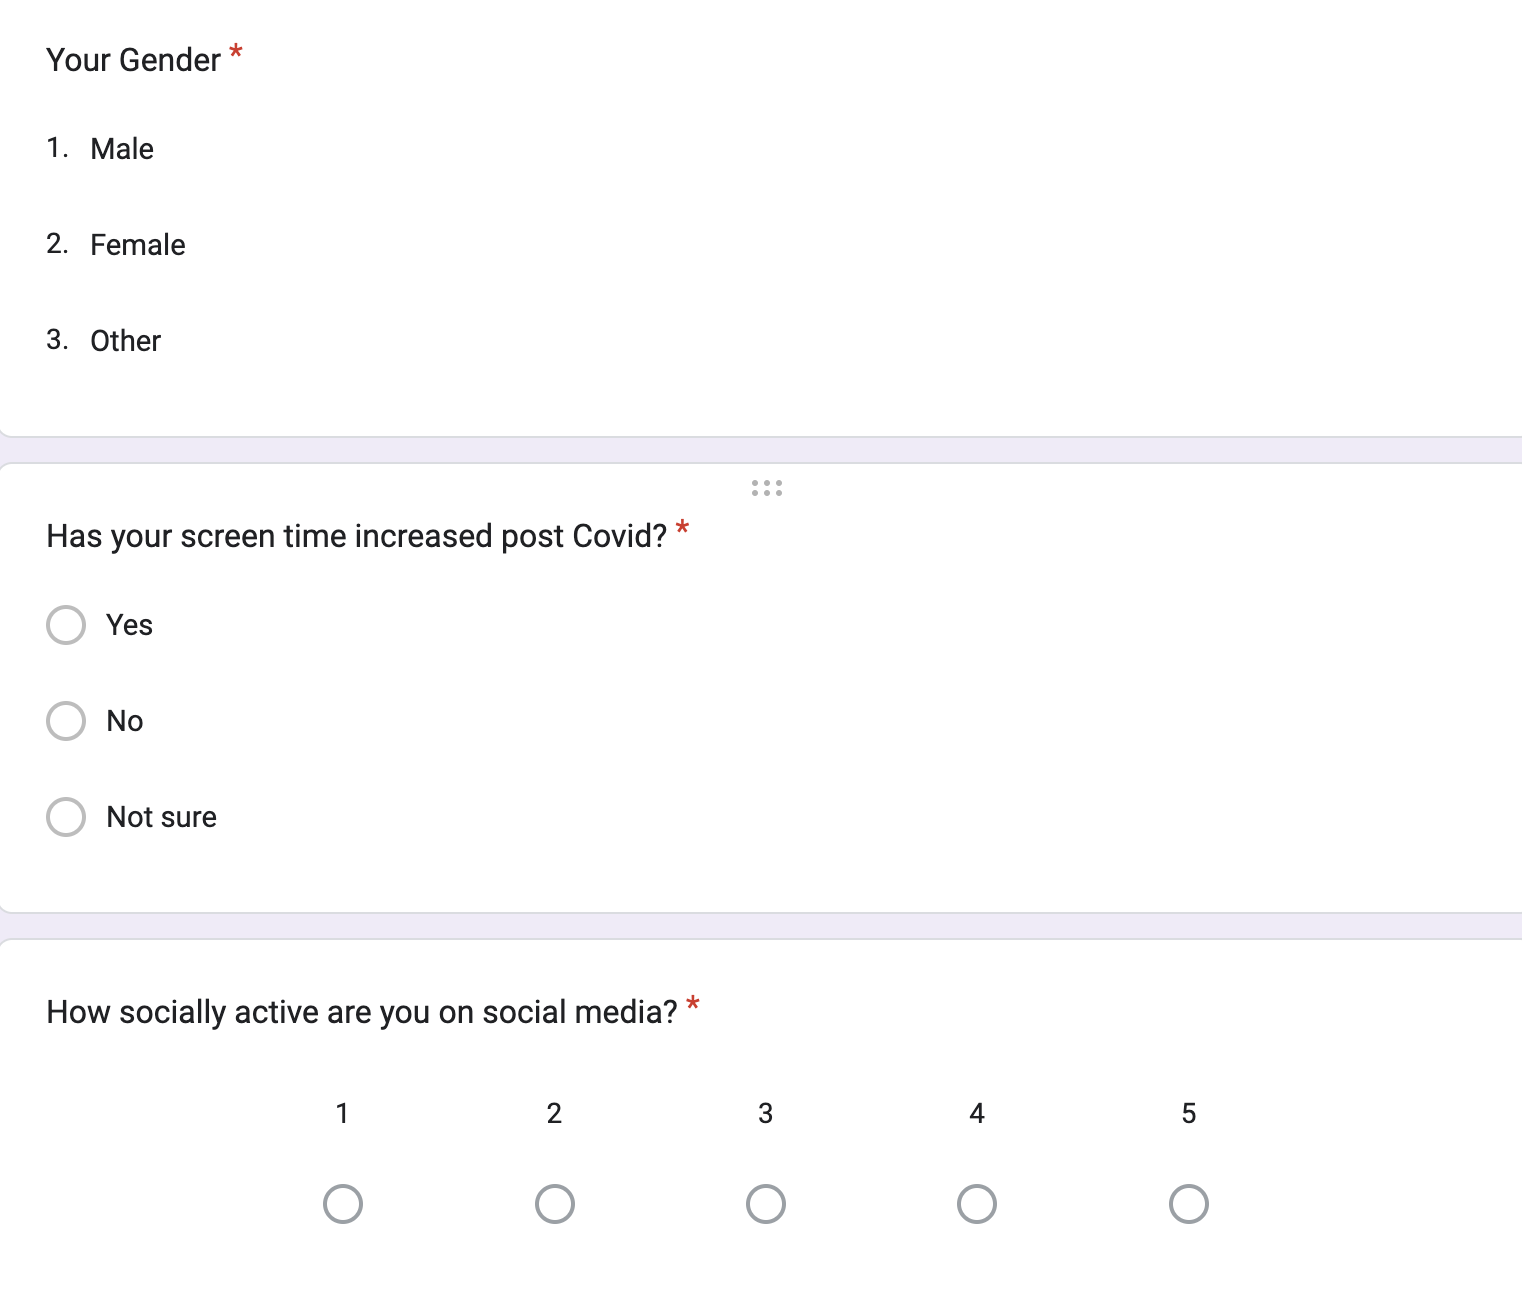 Your Gender *
1. Male
2. Female
3. Other
Has your screen time increased post Covid? *
Yes
No
Not sure
How socially active are you on social media? *
1 2 3 4 5